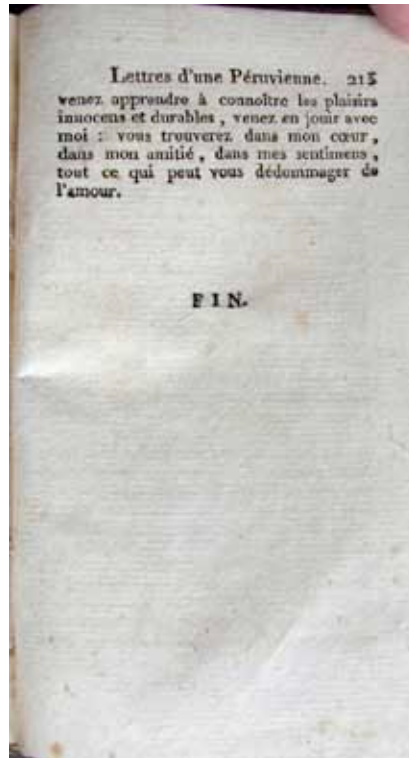 Lettres d'une Péruvienne. 215
venez apprendre à connoître les plaisirs
innocens et durables, venez en jouir avec
moi : vous trouverez dans mon cœur,
dans mon amitié, dans mes sentimens,
tout ce qui peut vous dédommager de
l'amour.
FIN.